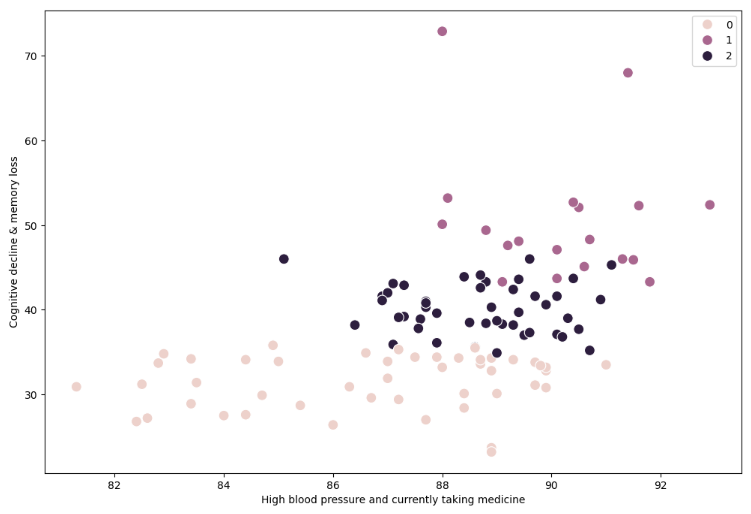 0
1
2
70
60
50
40
30
Cognitive decline & memory loss
82 84 86 88 90 92
High blood pressure and currently taking medicine